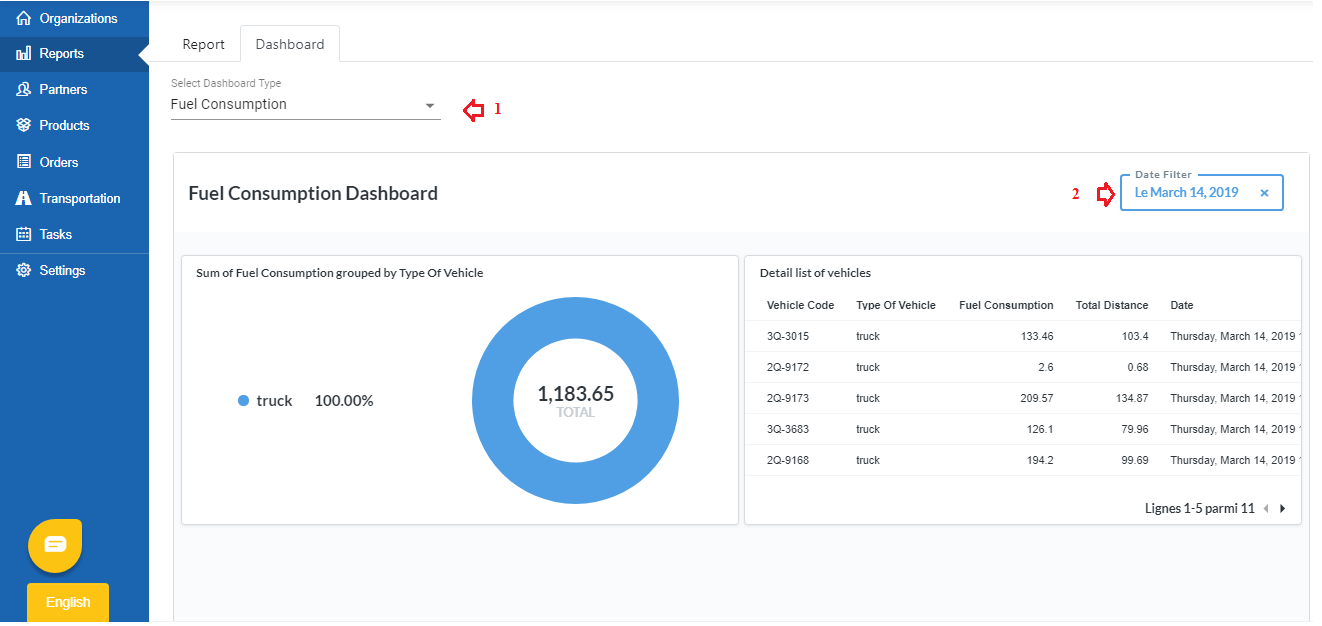 Organizations
Reports
Partners
Products
Orders
Transportation
Tasks
Settings
English
Report Dashboard
Select Dashboard Type
Fuel Consumption
1
Fuel Consumption Dashboard
2
Date Filter
Le March 14, 2019 ×
Sum of Fuel Consumption grouped by Type Of Vehicle
truck 100.00%
1,183.65
TOTAL
Detail list of vehicles
Vehicle Code Type Of Vehicle Fuel Consumption Total Distance Date
3Q-3015 truck 133.46 103.4 Thursday, March 14, 2019
2Q-9172 truck 2.6 0.68 Thursday, March 14, 2019
2Q-9173 truck 209.57 134.87 Thursday, March 14, 2019
3Q-3683 truck 126.1 79.96 Thursday, March 14, 2019
2Q-9168 truck 194.2 99.69 Thursday, March 14, 2019
Lignes 1-5 parmi 11